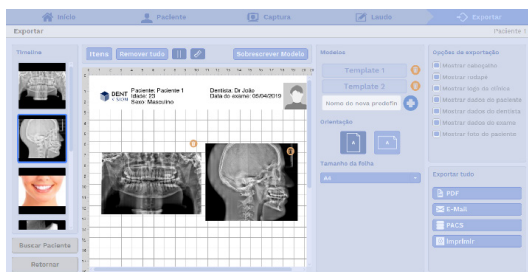 Início
Paciente
Captura
Laudo
Exportar
Exportar
Paciente 1
Timeline
Itens
Remover tudo
Sobrescrever Modelo
DENT
Paciente: Paciente 1
Idade: 23
Sexo: Masculino
Dentista: Dr João
Data do exame: 05/04/2019
Modelos
Template 1
Template 2
Nome do novo predefin
Orientação
A
A
Tamanho da folha
A4
Opções de exportação
Mostrar cabeçalho
Mostrar rodape
Mostrar logo da clínica
Mostrar dados do paciente
Mostrar dados do dentista
Mostrar dados do exame
Mostrar foto do paciente
Exportar tudo
PDF
E-Mail
PACS
Imprimir
Buscar Paciente
Retornar